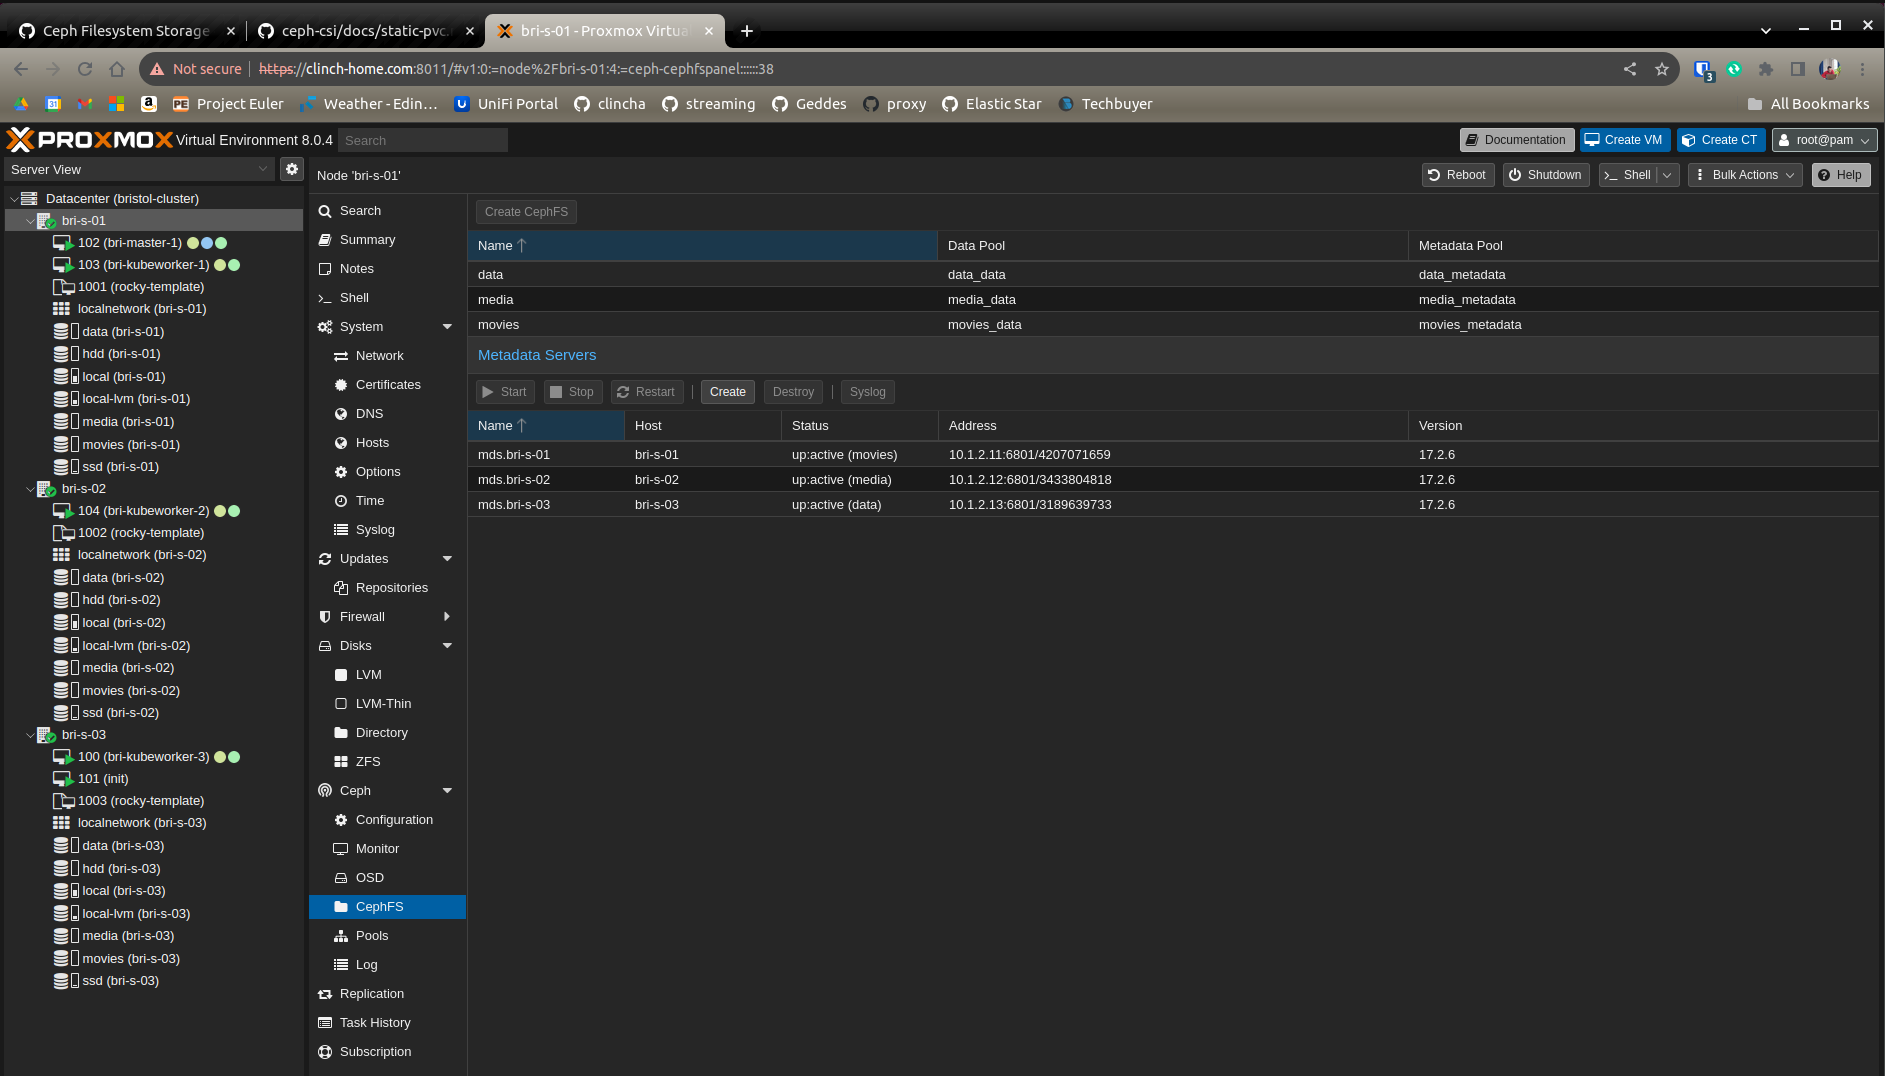 Ceph Filesystem Storage
ceph-csi/docs/static-pvc.
bri-s-01 - Proxmox Virtua
Not secure
https://clinch-home.com:8011/#v1:0:=node%2Fbri-s-01:4:=ceph-cephfspanel::::::38
3
31
a
PE Project Euler
Weather - Edin…
U UniFi Portal
clincha
streaming
Geddes
proxy
Elastic Star
Techbuyer
All Bookmarks
PROXMOX Virtual Environment 8.0.4
Search
Documentation
Create VM
Create CT
root@pam
Server View
Node 'bri-s-01'
Reboot
Shutdown
Shell
Bulk Actions
Help
Datacenter (bristol-cluster)
bri-s-01
102 (bri-master-1)
103 (bri-kubeworker-1)
1001 (rocky-template)
localnetwork (bri-s-01)
data (bri-s-01)
hdd (bri-s-01)
local (bri-s-01)
local-lvm (bri-s-01)
media (bri-s-01)
movies (bri-s-01)
ssd (bri-s-01)
bri-s-02
104 (bri-kubeworker-2)
1002 (rocky-template)
localnetwork (bri-s-02)
data (bri-s-02)
hdd (bri-s-02)
local (bri-s-02)
local-lvm (bri-s-02)
media (bri-s-02)
movies (bri-s-02)
ssd (bri-s-02)
bri-s-03
100 (bri-kubeworker-3)
101 (init)
1003 (rocky-template)
localnetwork (bri-s-03)
data (bri-s-03)
hdd (bri-s-03)
local (bri-s-03)
local-lvm (bri-s-03)
media (bri-s-03)
movies (bri-s-03)
ssd (bri-s-03)
Search
Summary
Notes
Shell
System
Network
Certificates
DNS
Hosts
Options
Time
Syslog
Updates
Repositories
Firewall
Disks
LVM
LVM-Thin
Directory
ZFS
Ceph
Configuration
Monitor
OSD
CephFS
Pools
Log
Replication
Task History
Subscription
Create CephFS
Name Data Pool Metadata Pool
data data_data data_metadata
media media_data media_metadata
movies movies_data movies_metadata
Metadata Servers
Start Stop Restart Create Destroy Syslog
Name Host Status Address Version
mds.bri-s-01 bri-s-01 up:active (movies) 10.1.2.11:6801/4207071659 17.2.6
mds.bri-s-02 bri-s-02 up:active (media) 10.1.2.12:6801/3433804818 17.2.6
mds.bri-s-03 bri-s-03 up:active (data) 10.1.2.13:6801/3189639733 17.2.6